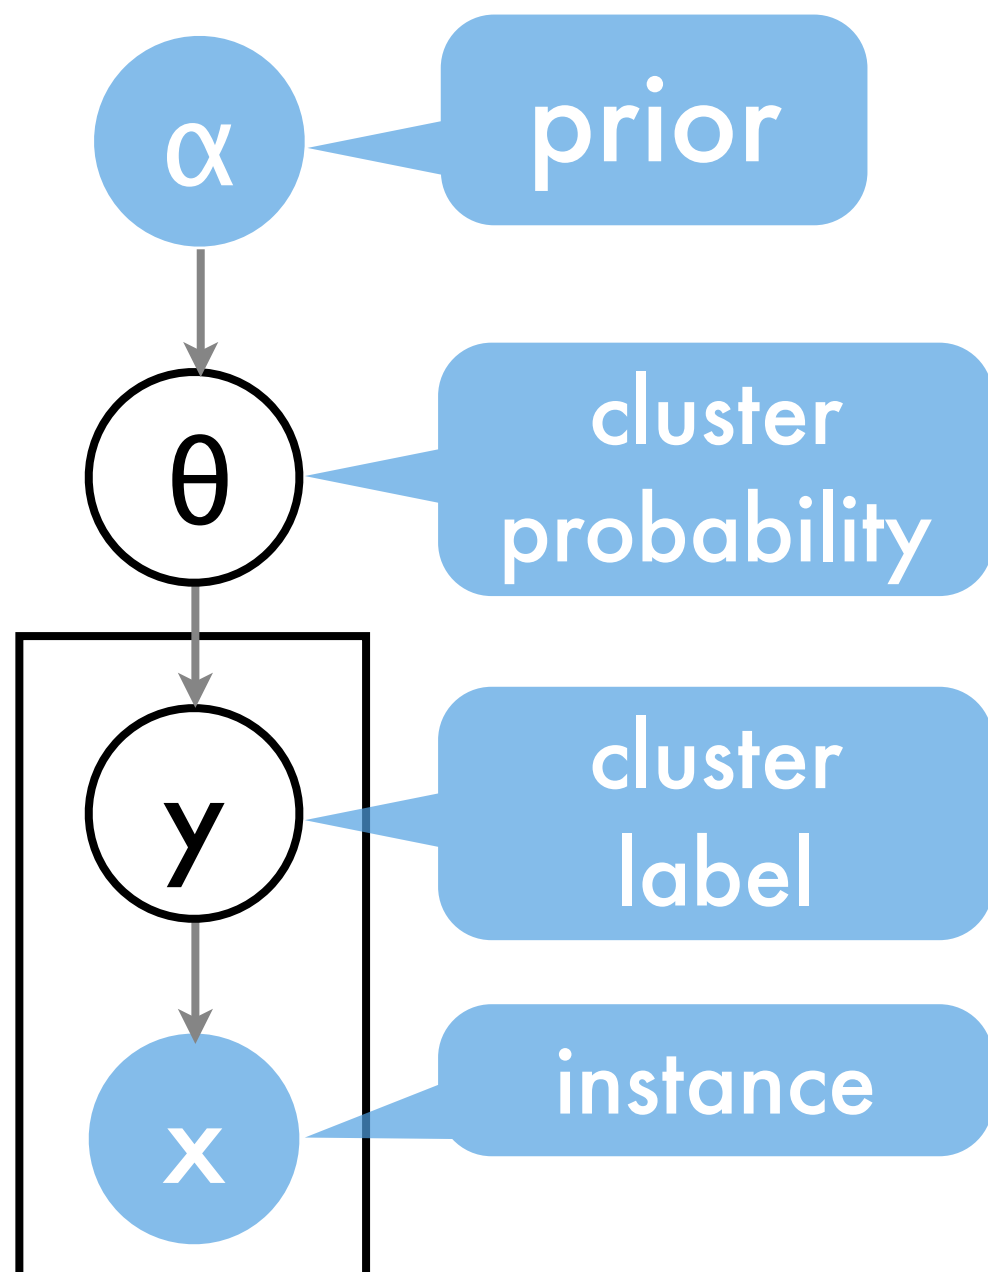 α
prior
θ
cluster
probability
y
cluster
label
x
instance